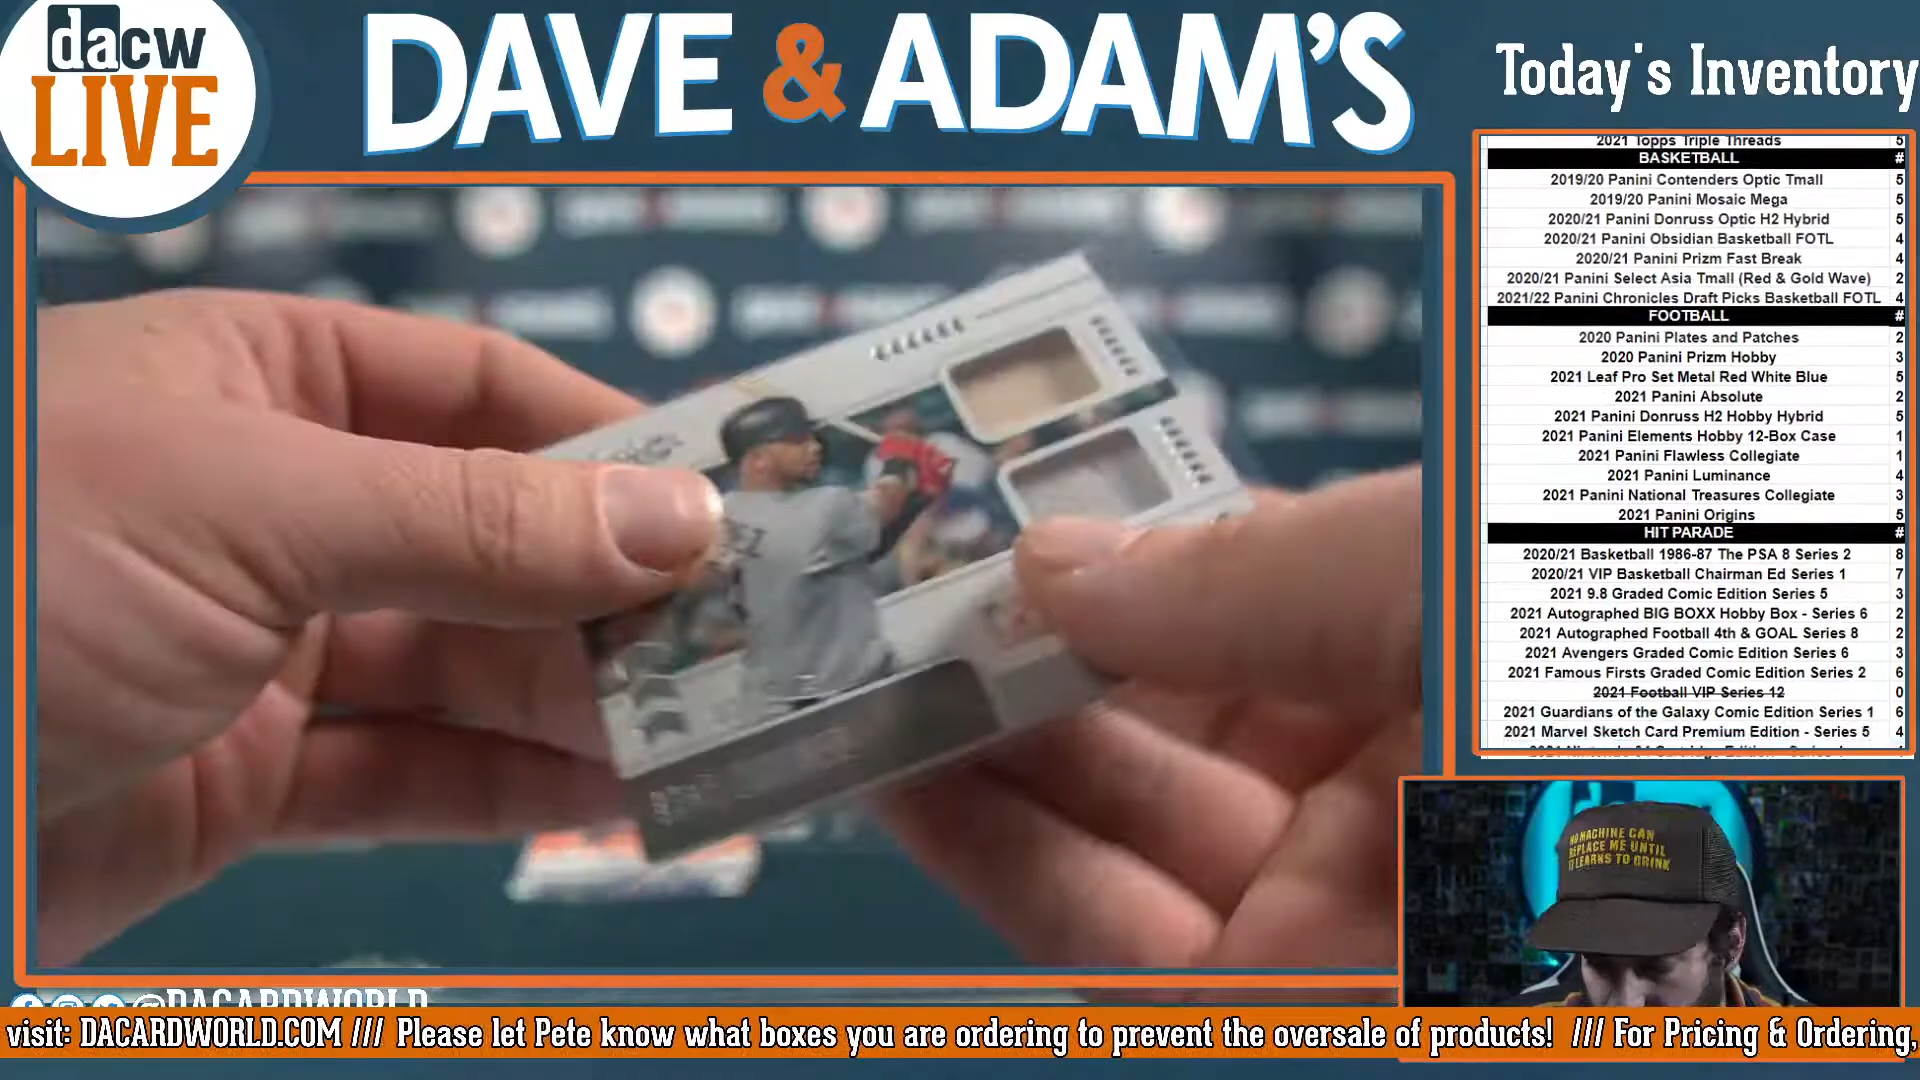 dacw
LIVE
DAVE & ADAM'S
Today's Inventory
2021 Topps Triple Threads 5
BASKETBALL #
2019/20 Panini Contenders Optic Tmall 5
2019/20 Panini Mosaic Mega 5
2020/21 Panini Donruss Optic H2 Hybrid 5
2020/21 Panini Obsidian Basketball FOTL 4
2020/21 Panini Prizm Fast Break 4
2020/21 Panini Select Asia Tmall (Red & Gold Wave) 2
2021/22 Panini Chronicles Draft Picks Basketball FOTL 4
FOOTBALL #
2020 Panini Plates and Patches 2
2020 Panini Prizm Hobby 3
2021 Leaf Pro Set Metal Red White Blue 5
2021 Panini Absolute 2
2021 Panini Donruss H2 Hobby Hybrid 5
2021 Panini Elements Hobby 12-Box Case 1
2021 Panini Flawless Collegiate 1
2021 Panini Luminance 4
2021 Panini National Treasures Collegiate 3
2021 Panini Origins 5
HIT PARADE #
2020/21 Basketball 1986-87 The PSA 8 Series 2 8
2020/21 VIP Basketball Chairman Ed Series 1 7
2021 9.8 Graded Comic Edition Series 5 3
2021 Autographed BIG BOXX Hobby Box - Series 6 2
2021 Autographed Football 4th & GOAL Series 8 2
2021 Avengers Graded Comic Edition Series 6 3
2021 Famous Firsts Graded Comic Edition Series 2 6
2021 Football VIP Series 12 0
2021 Guardians of the Galaxy Comic Edition Series 1 6
2021 Marvel Sketch Card Premium Edition - Series 5 4
NO MACHINE CAN
REPLACE ME UNTIL
IT LEARNS TO DRINK
@DACARDWORLD
visit: DACARDWORLD.COM /// Please let Pete know what boxes you are ordering to prevent the oversale of products! /// For Pricing & Ordering,